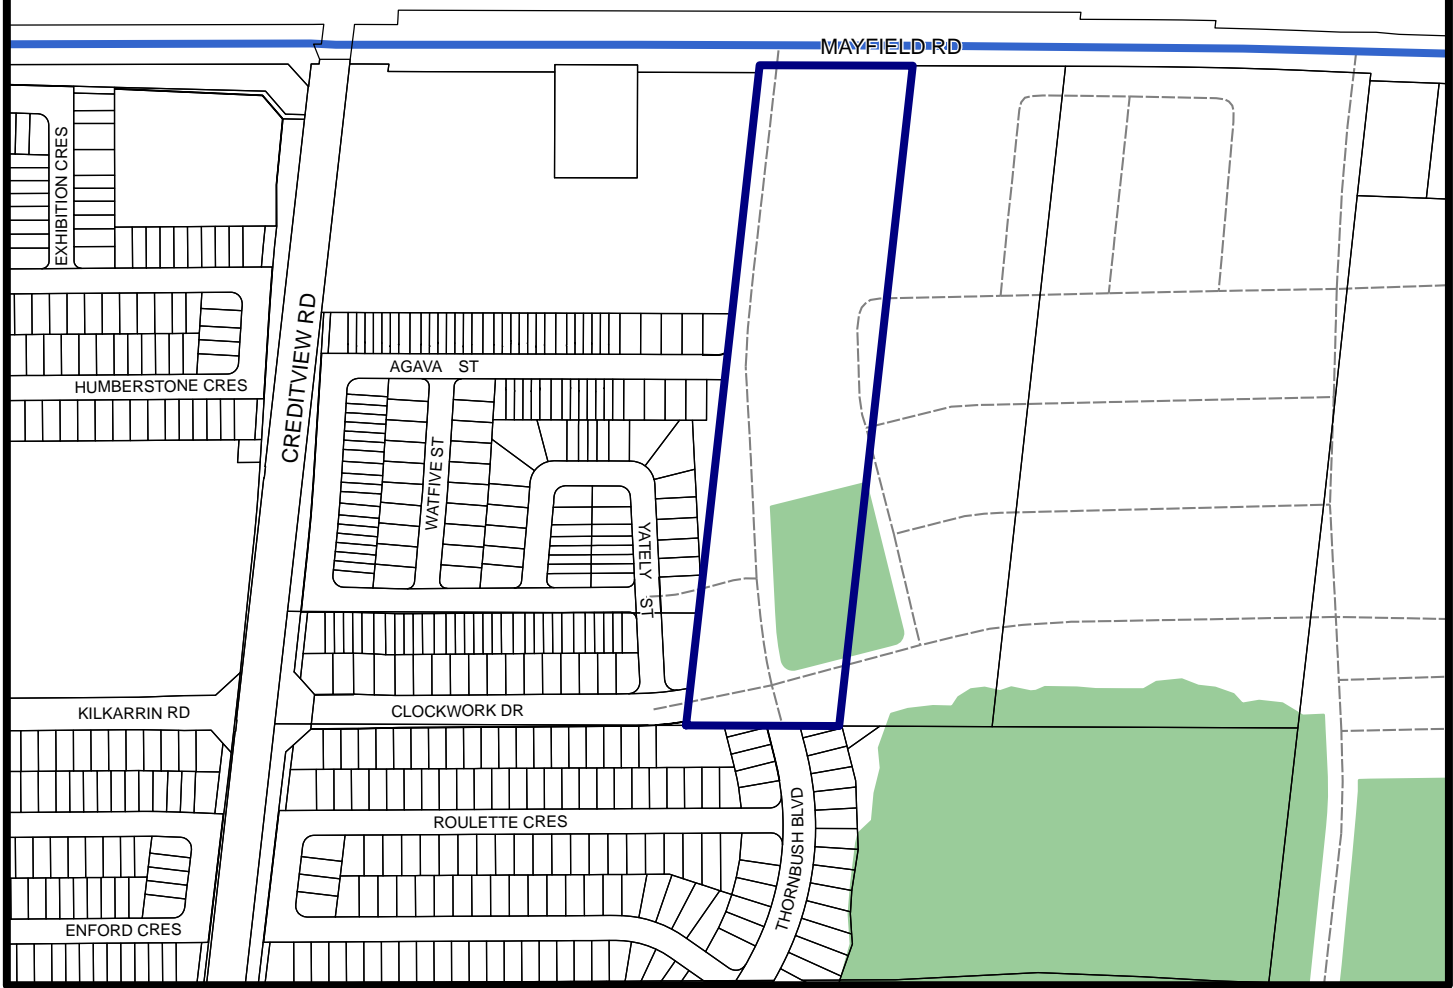 MAYFIELD RD
EXHIBITION CRES
CREDITVIEW RD
AGAVA ST
HUMBERSTONE CRES
WATFIVE ST
YATELY ST
KILKARRIN RD
CLOCKWORK DR
ROULETTE CRES
THORNBUSH BLVD
ENFORD CRES